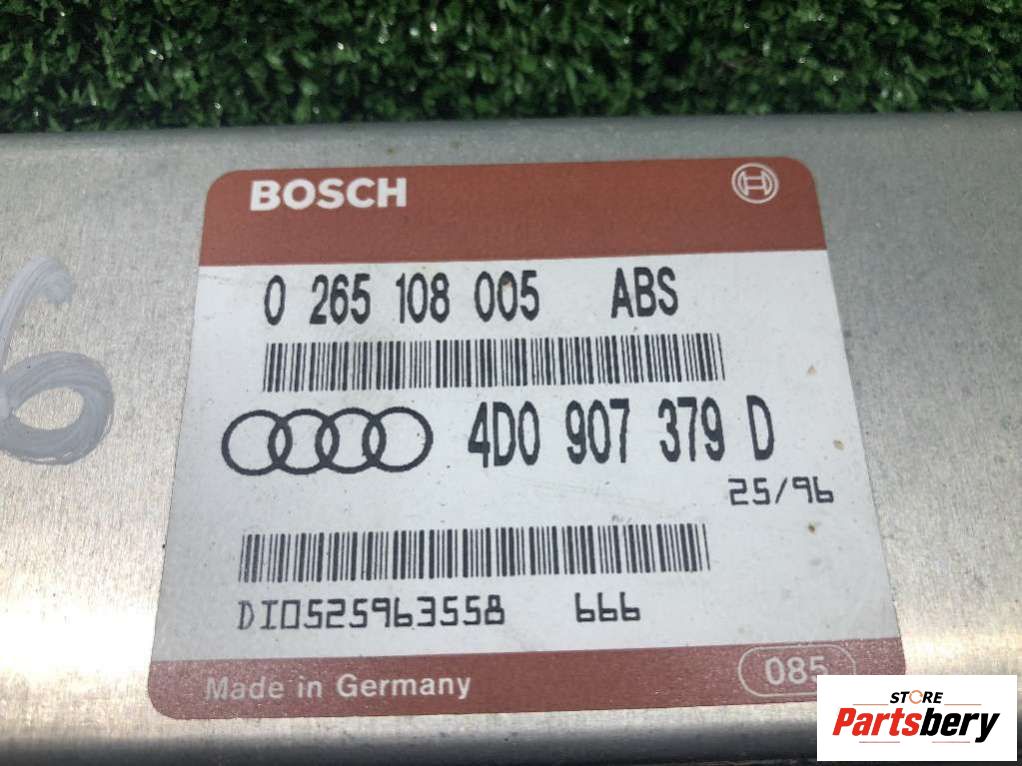 BOSCH
0 265 108 005 ABS
4D0 907 379 D
25/96
DI0525963558 666
Made in Germany 085
6
STORE
Partsbery